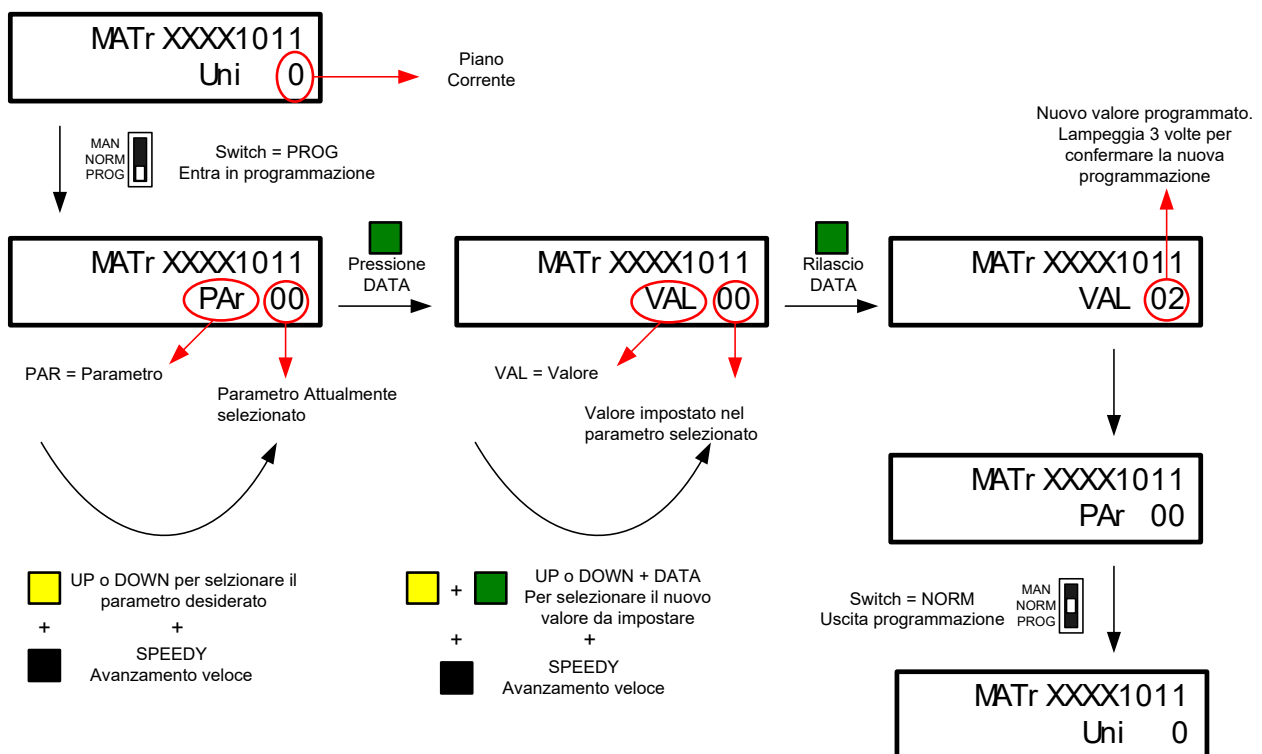 MATr XXXX1011
Uni 0
Piano
Corrente
MAN
NORM
PROG
Switch = PROG
Entra in programmazione
Nuovo valore programmato.
Lampeggia 3 volte per
confermare la nuova
programmazione
MATr XXXX1011
PAr 00
Pressione
DATA
MATr XXXX1011
VAL 00
Rilascio
DATA
MATr XXXX1011
VAL 02
PAR = Parametro
Parametro Attualmente
selezionato
VAL = Valore
Valore impostato nel
parametro selezionato
UP o DOWN per selzionare il
parametro desiderato
+
+
SPEEDY
Avanzamento veloce
+
UP o DOWN + DATA
Per selezionare il nuovo
valore da impostare
+
+
SPEEDY
Avanzamento veloce
MATr XXXX1011
PAr 00
Switch = NORM
Uscita programmazione
MAN
NORM
PROG
MATr XXXX1011
Uni 0